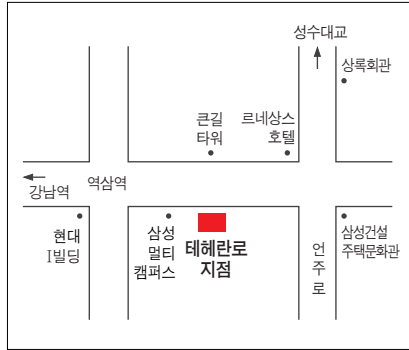 성수대교
상록회관
큰길
타워
르네상스
호텔
역삼역
강남역
현대
I빌딩
삼성
멀티
캠퍼스
테헤란로
지점
언
주
로
삼성건설
주택문화관